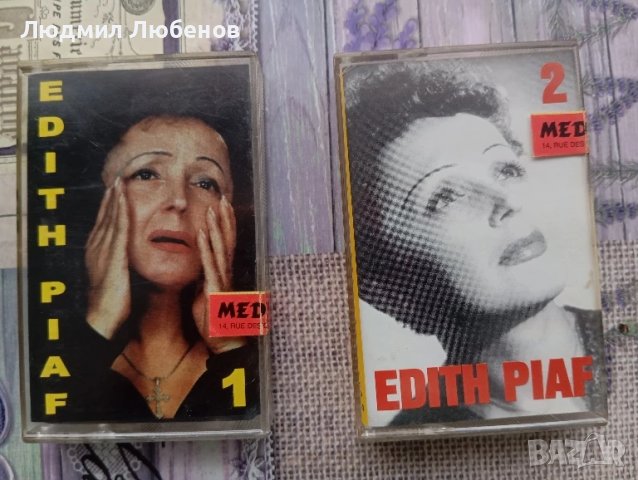 Людмил Любенов
EDITH PIAF
1
MED
14, RUE DES
2
MED
14, RUE DES
EDITH PIAF
BAZAR